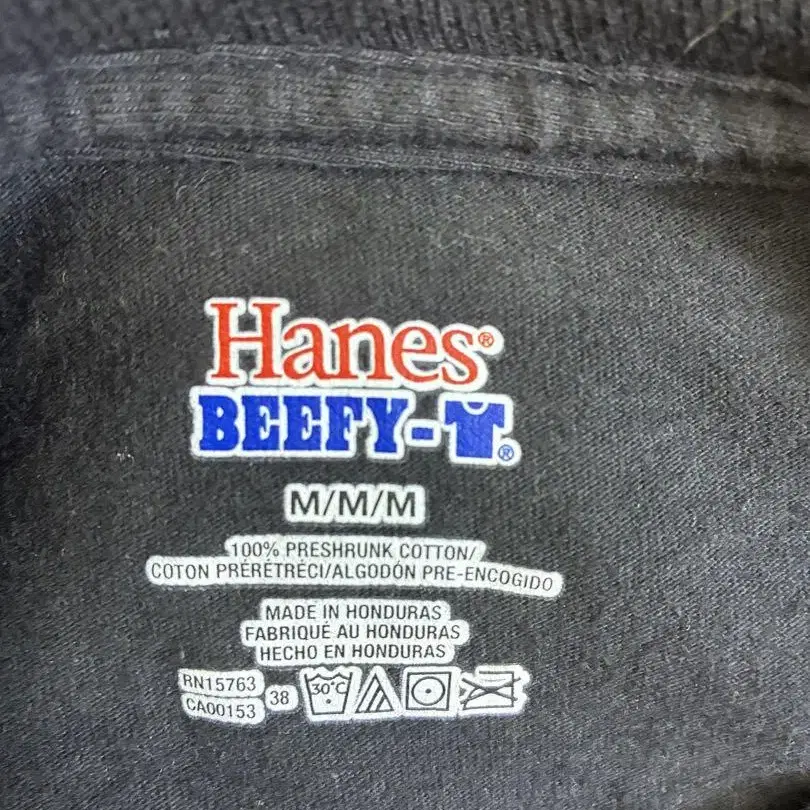 Hanes®
BEEFY-T®
M/M/M
100% PRESHRUNK COTTON/
COTON PRÉRÉTRÉCI/ALGODÓN PRE-ENCOGIDO
MADE IN HONDURAS
FABRIQUÉ AU HONDURAS
HECHO EN HONDURAS
RN15763
CA00153
38
30°C